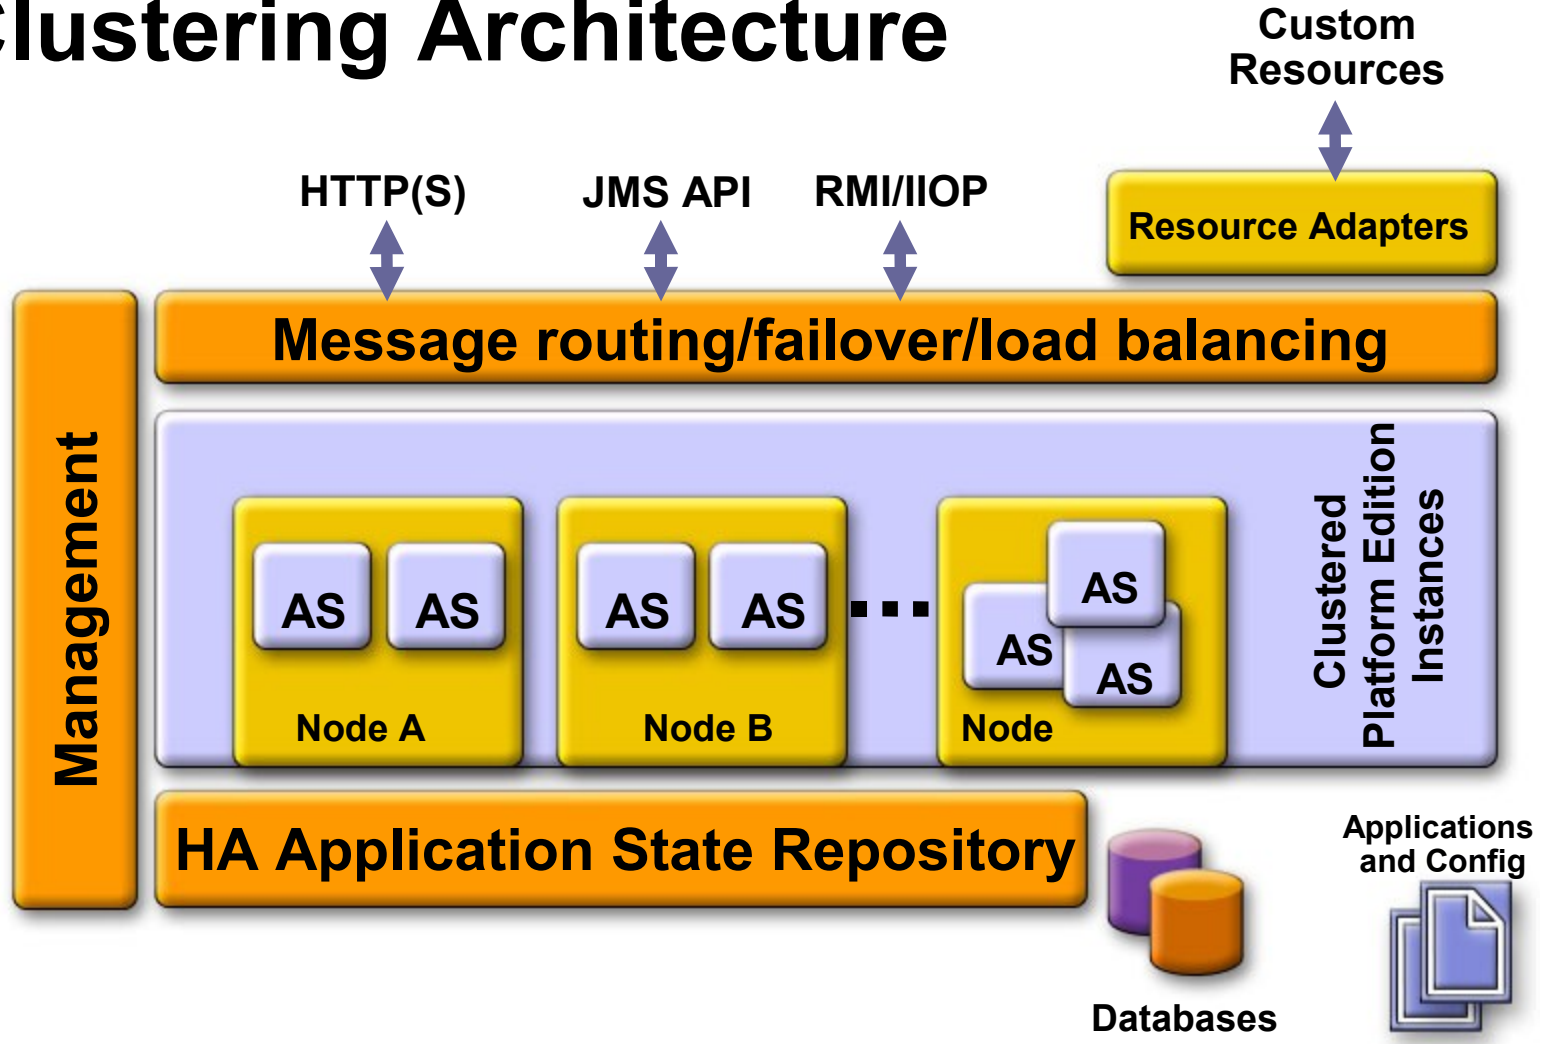 Clustering Architecture
Custom
Resources
HTTP(S)
JMS API
RMI/IIOP
Resource Adapters
Message routing/failover/load balancing
Management
AS
AS
AS
AS
AS
AS
AS
Node A
Node B
Node
Clustered
Platform Edition
Instances
HA Application State Repository
Applications
and Config
Databases